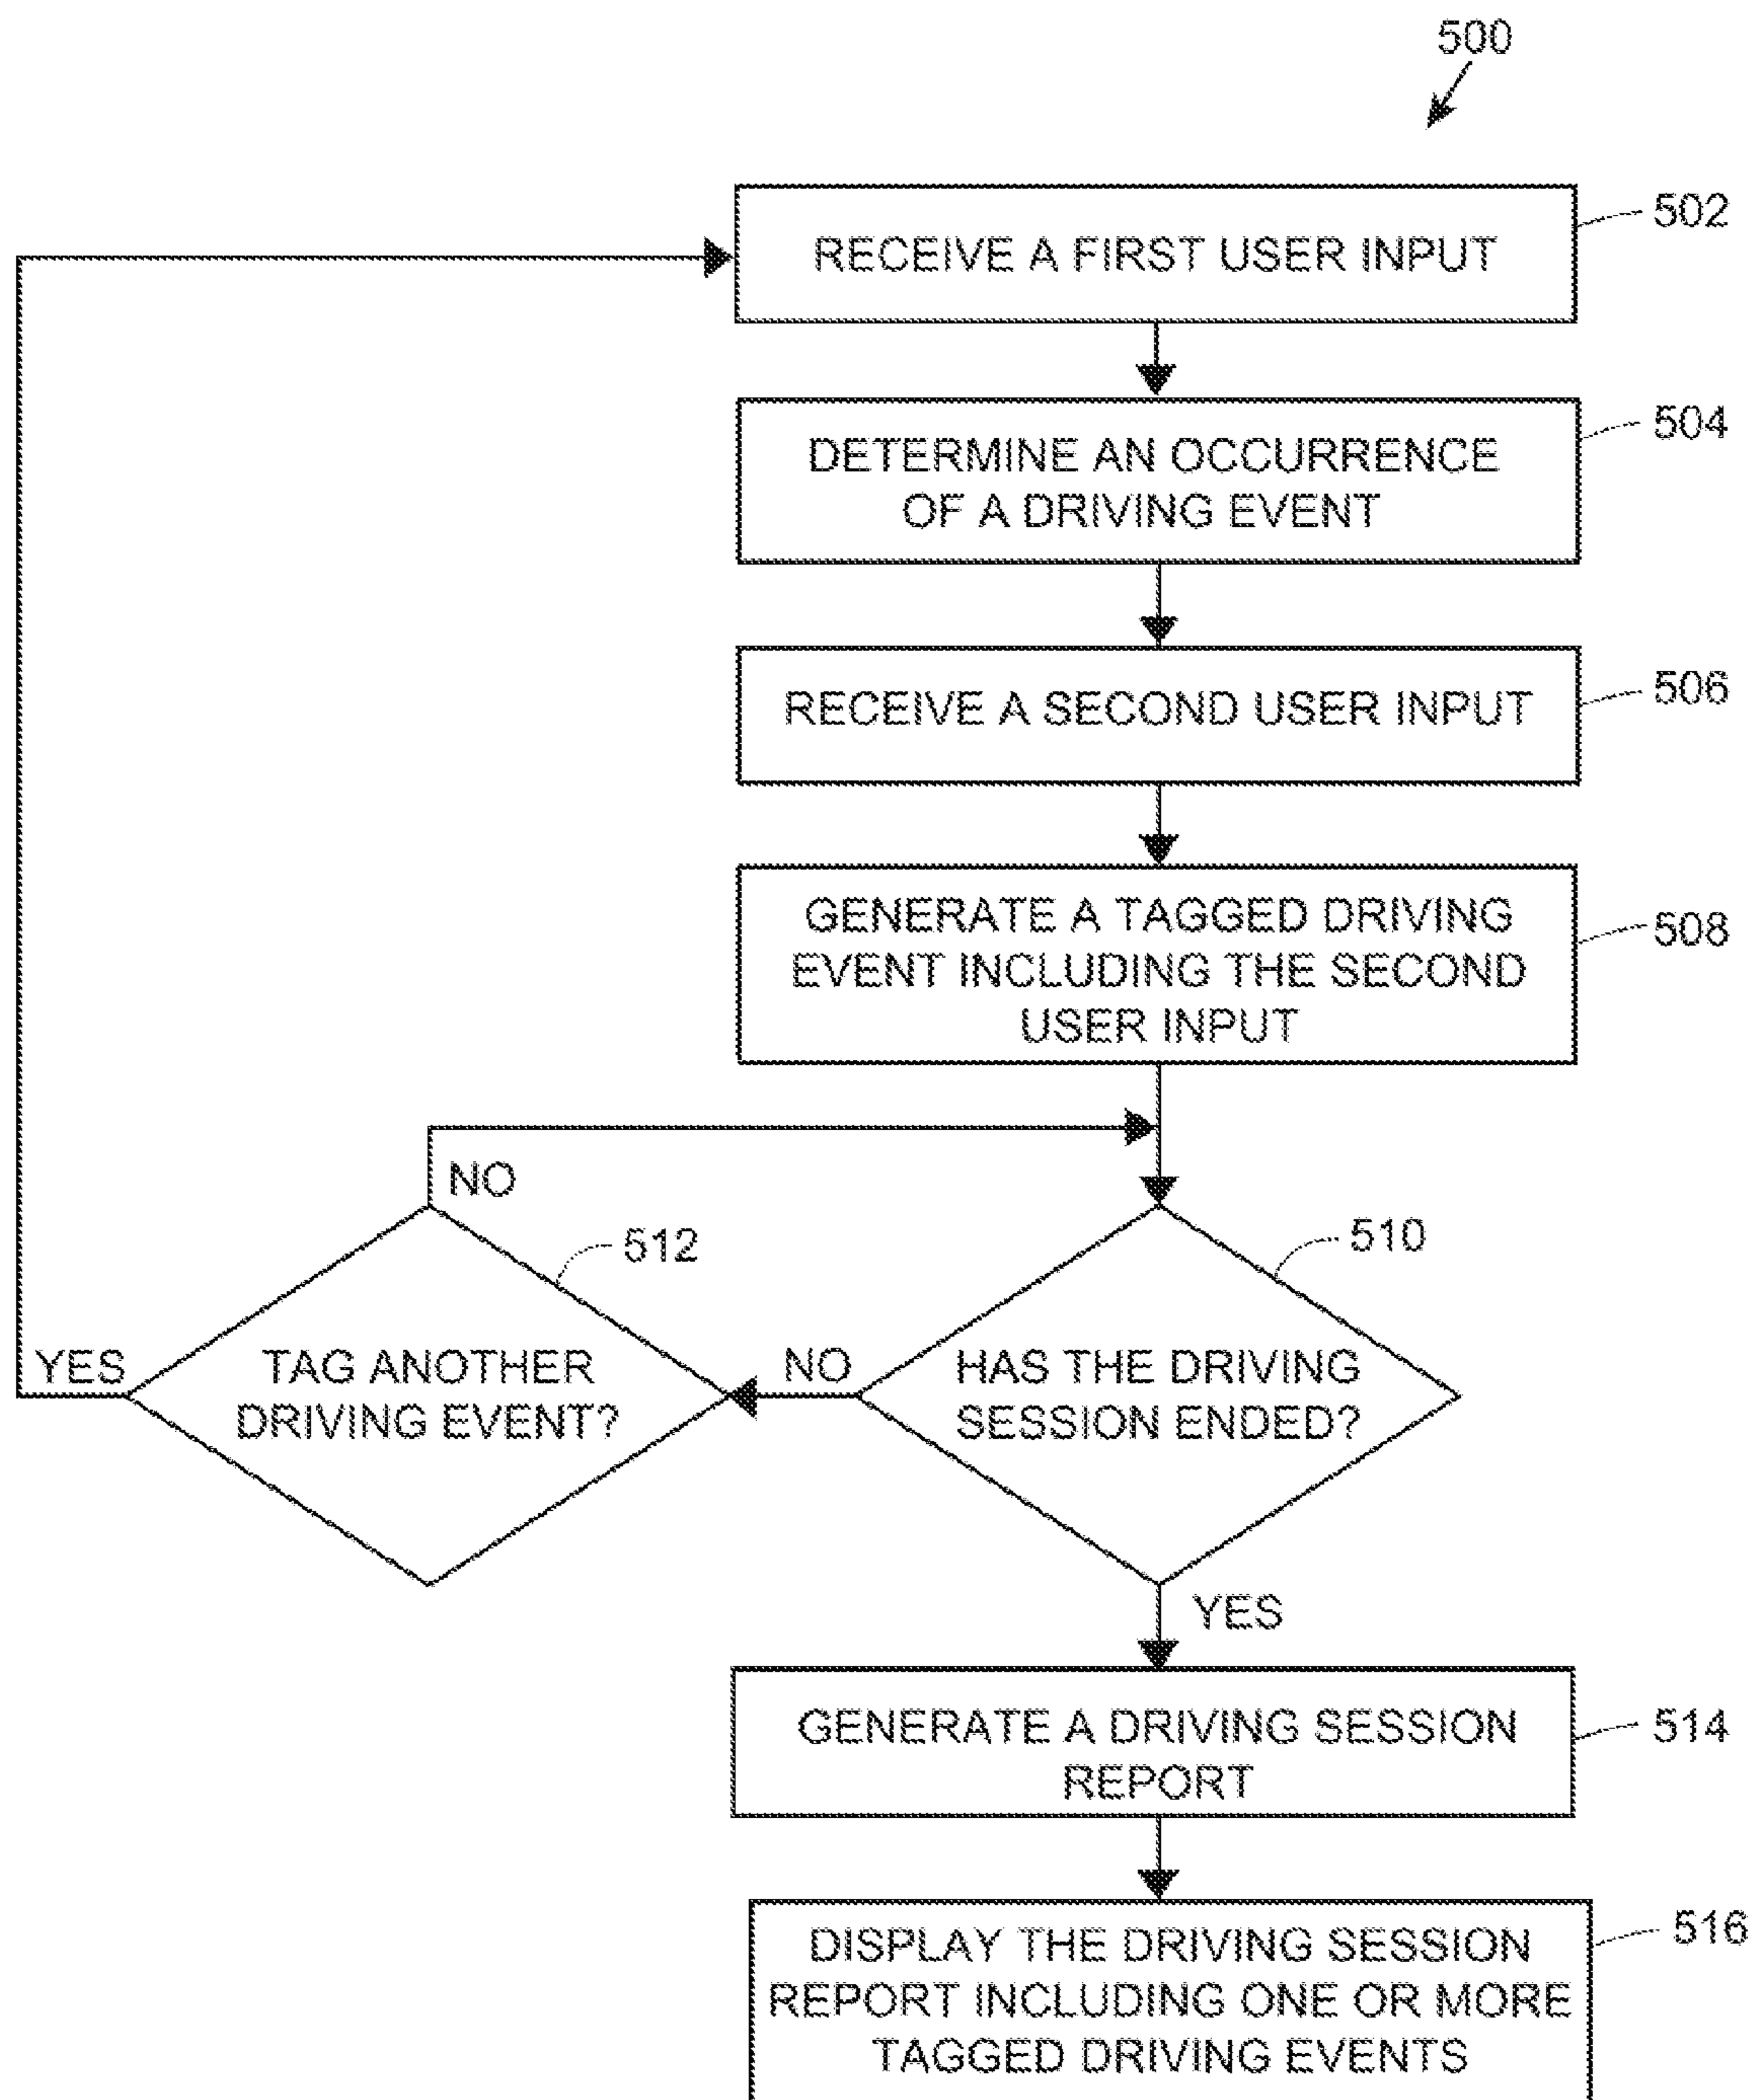 500
RECEIVE A FIRST USER INPUT
502
DETERMINE AN OCCURRENCE
OF A DRIVING EVENT
504
RECEIVE A SECOND USER INPUT
506
GENERATE A TAGGED DRIVING
EVENT INCLUDING THE SECOND
USER INPUT
508
NO
512
510
YES
TAG ANOTHER
DRIVING EVENT?
NO
HAS THE DRIVING
SESSION ENDED?
YES
GENERATE A DRIVING SESSION
REPORT
514
DISPLAY THE DRIVING SESSION
REPORT INCLUDING ONE OR MORE
TAGGED DRIVING EVENTS
516